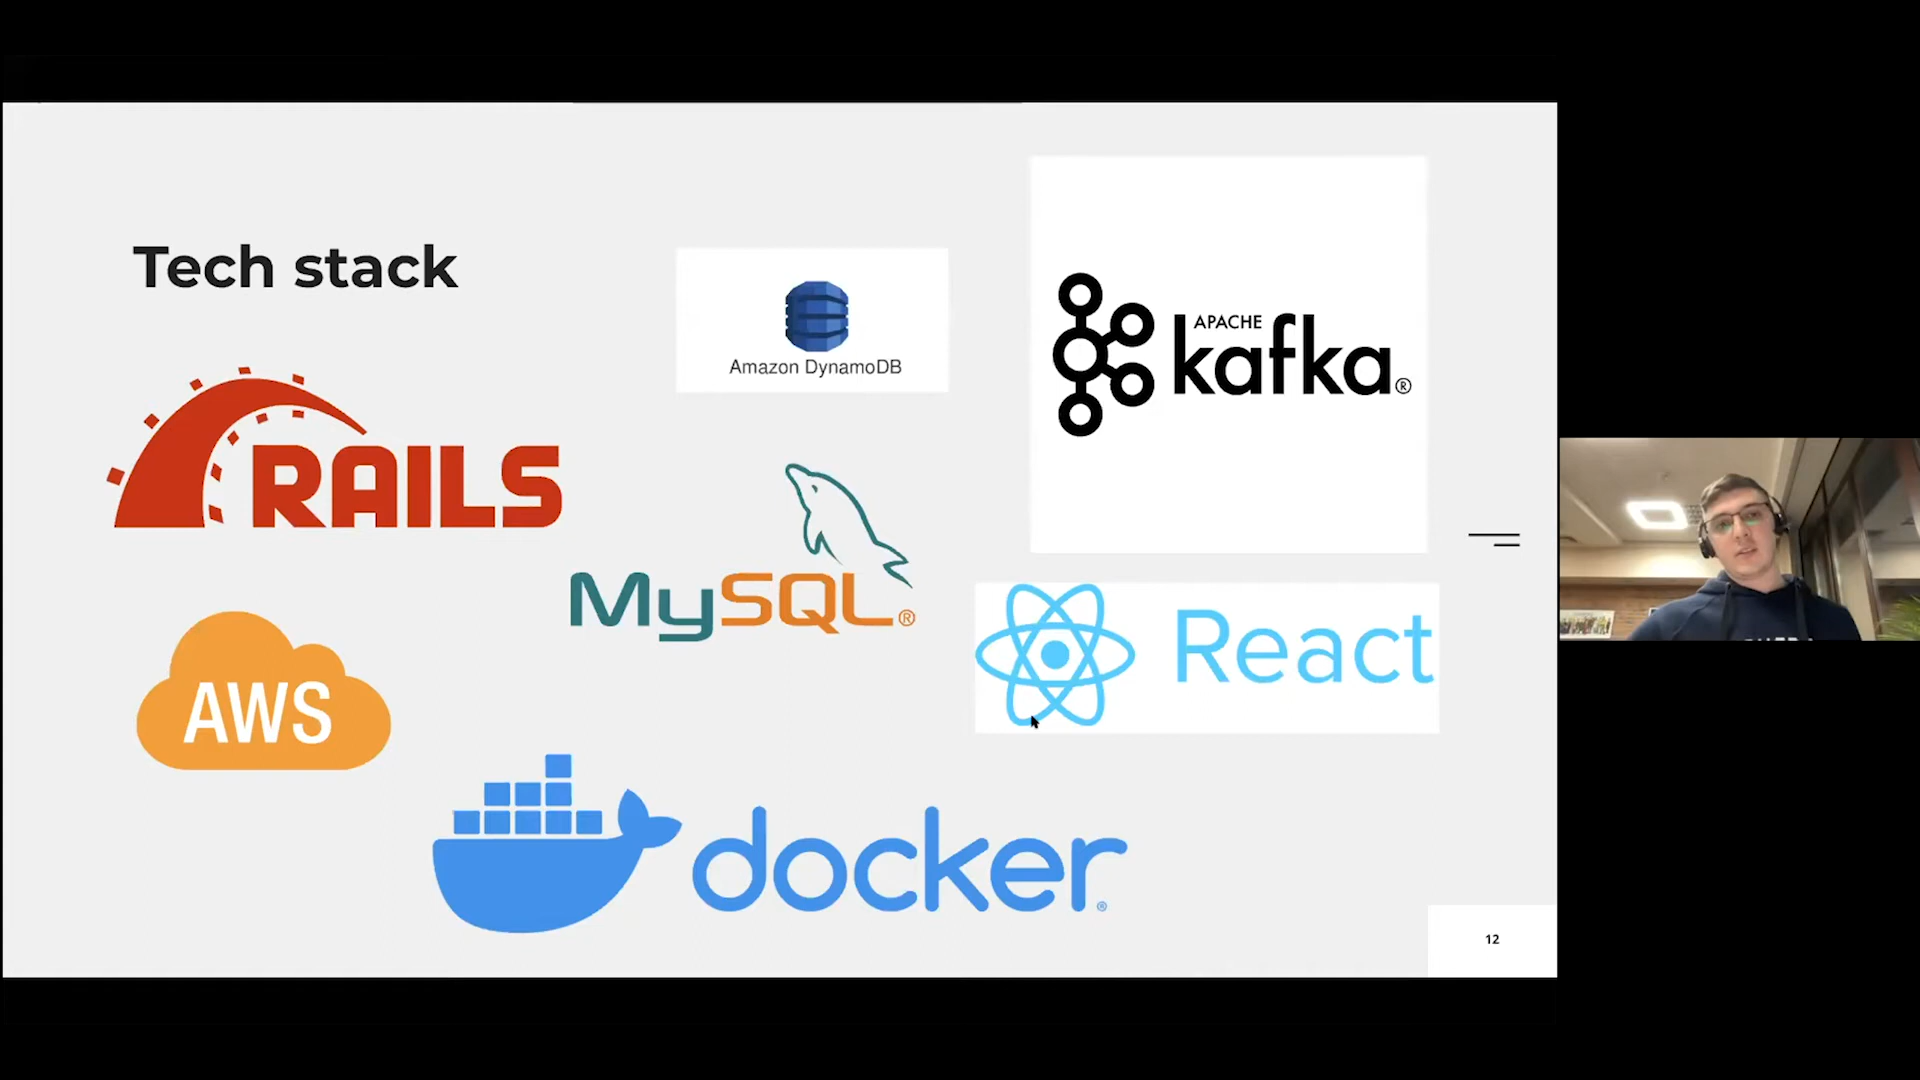 Tech stack
Amazon DynamoDB
APACHE
kafka®
RAILS
MySQL®
React
AWS
docker®
12